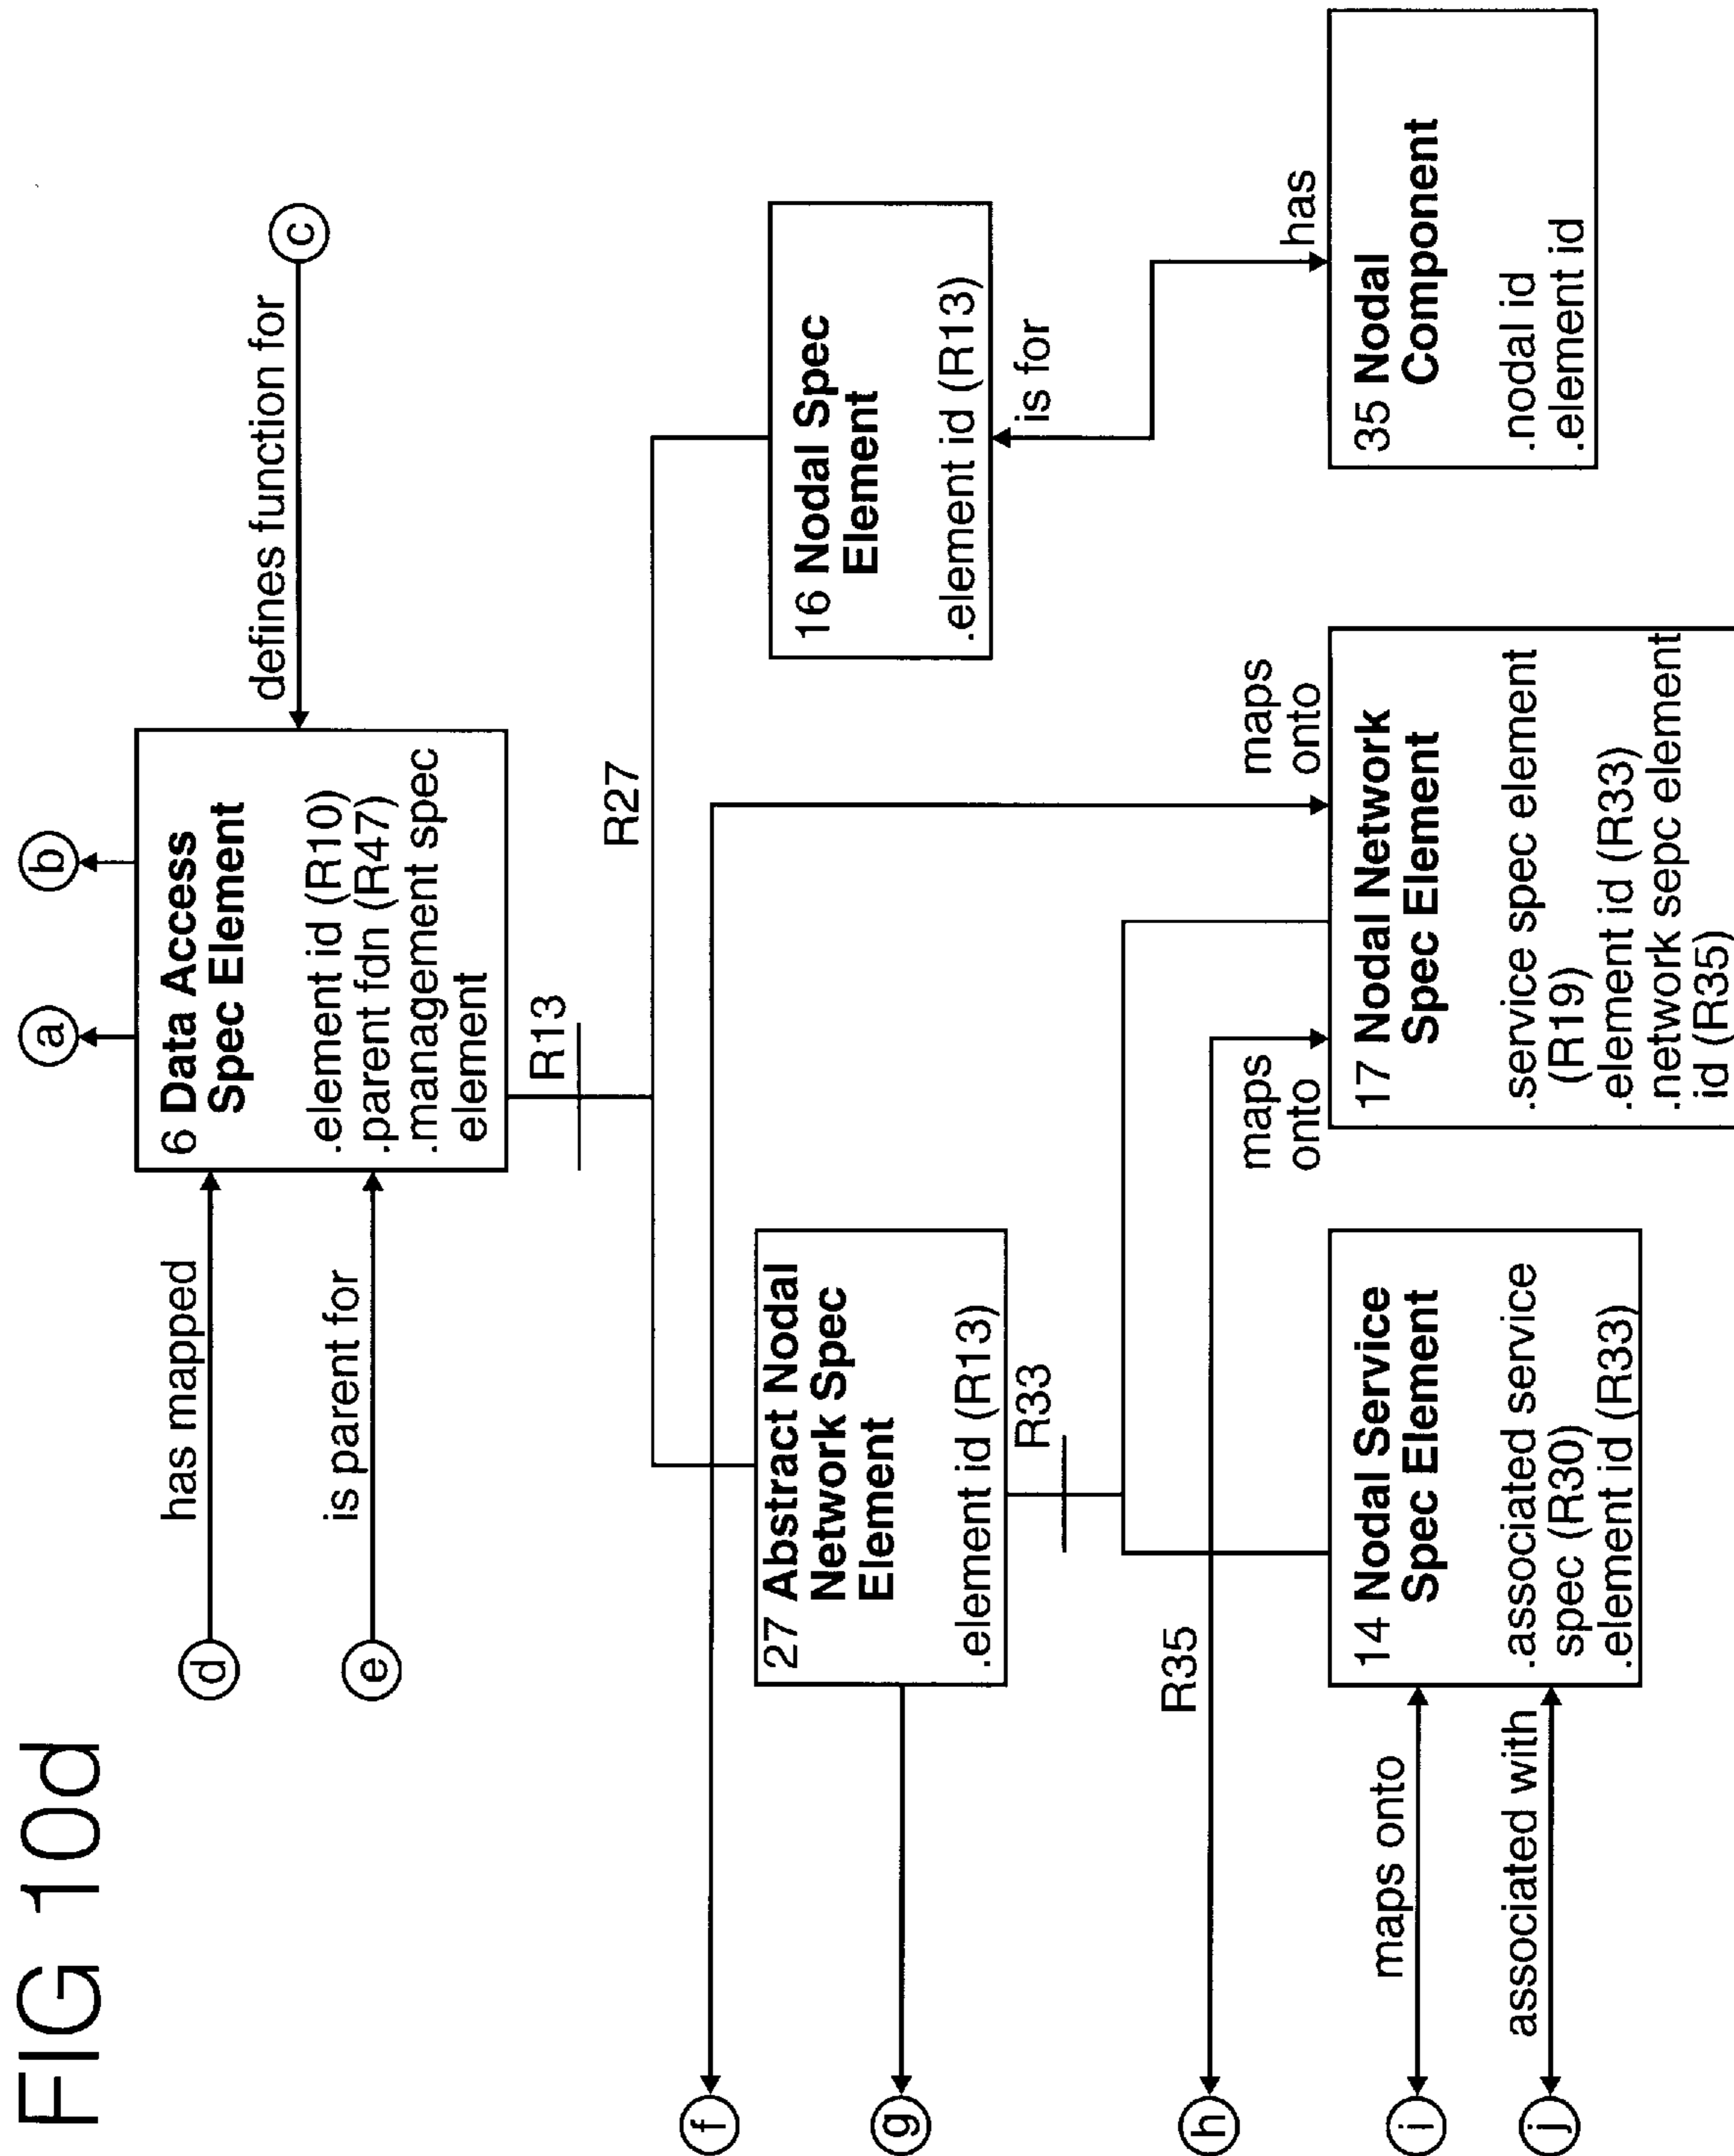 FIG 10d
a
b
6 Data Access
Spec Element
.element id (R10)
.parent fdn (R47)
.management spec
element
d
has mapped
e
is parent for
defines function for
c
R13
R27
f
g
27 Abstract Nodal
Network Spec
Element
.element id (R13)
R33
16 Nodal Spec
Element
.element id (R13)
is for
has
h
R35
maps
onto
maps
onto
i
maps onto
j
associated with
14 Nodal Service
Spec Element
.associated service
spec (R30)
.element id (R33)
17 Nodal Network
Spec Element
.service spec element
(R19)
.element id (R33)
.network sepc element
id (R35)
35 Nodal
Component
.nodal id
.element id